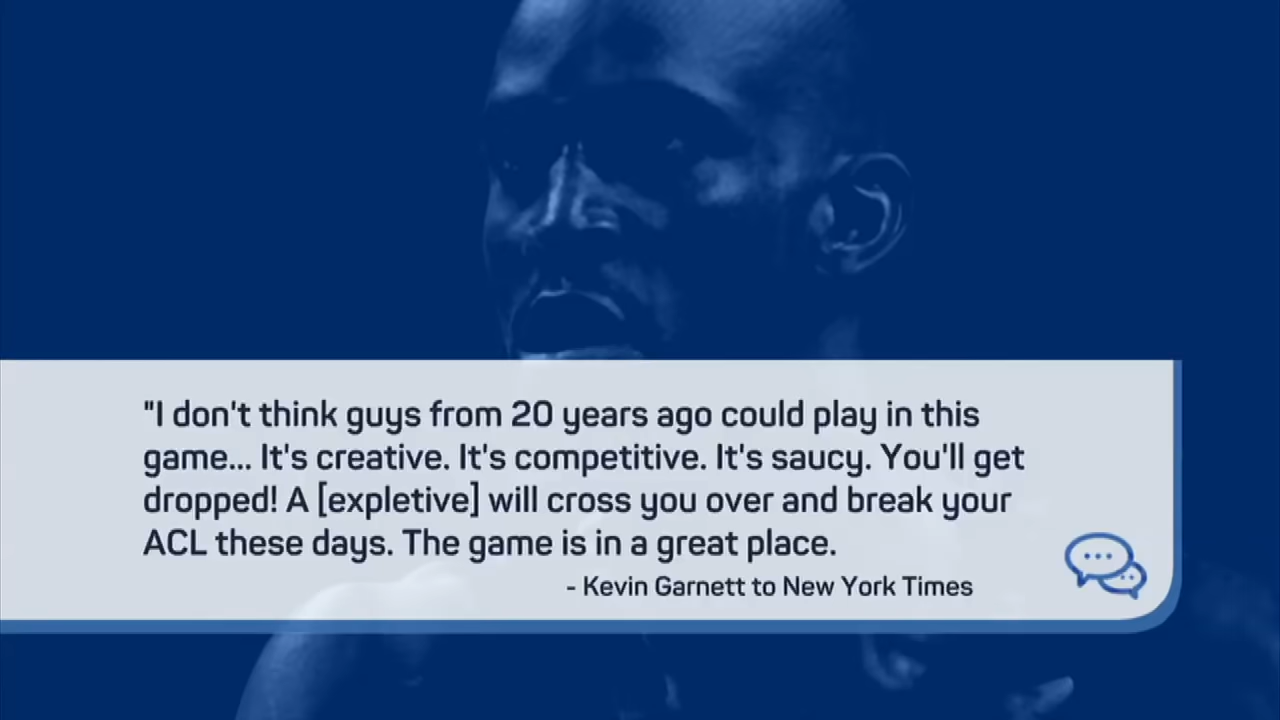 "I don't think guys from 20 years ago could play in this
game... It's creative. It's competitive. It's saucy. You'll get
dropped! A [expletive] will cross you over and break your
ACL these days. The game is in a great place.
- Kevin Garnett to New York Times